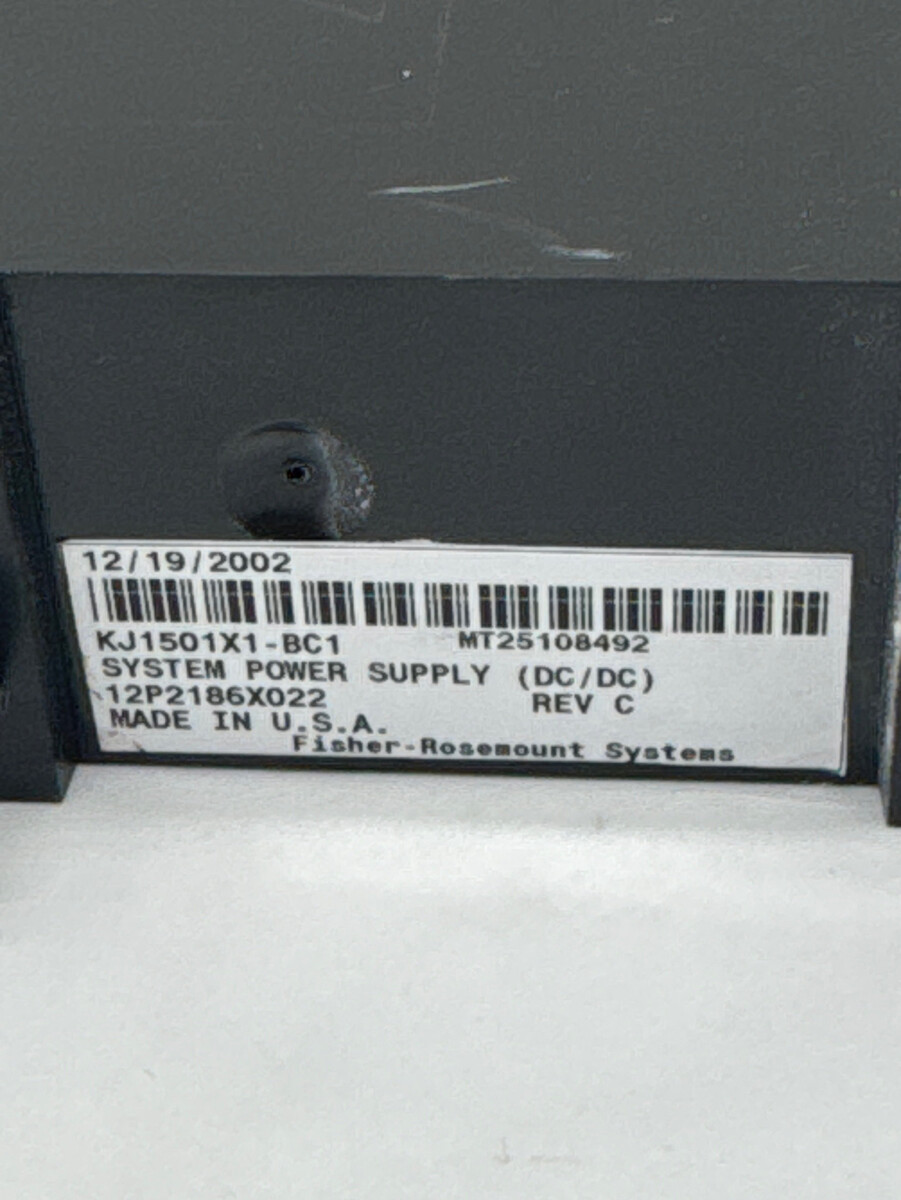 12/19/2002
KJ1501X1-BC1 MT25108492
SYSTEM POWER SUPPLY (DC/DC)
12P2186X022 REV C
MADE IN U.S.A.
Fisher-Rosemount Systems